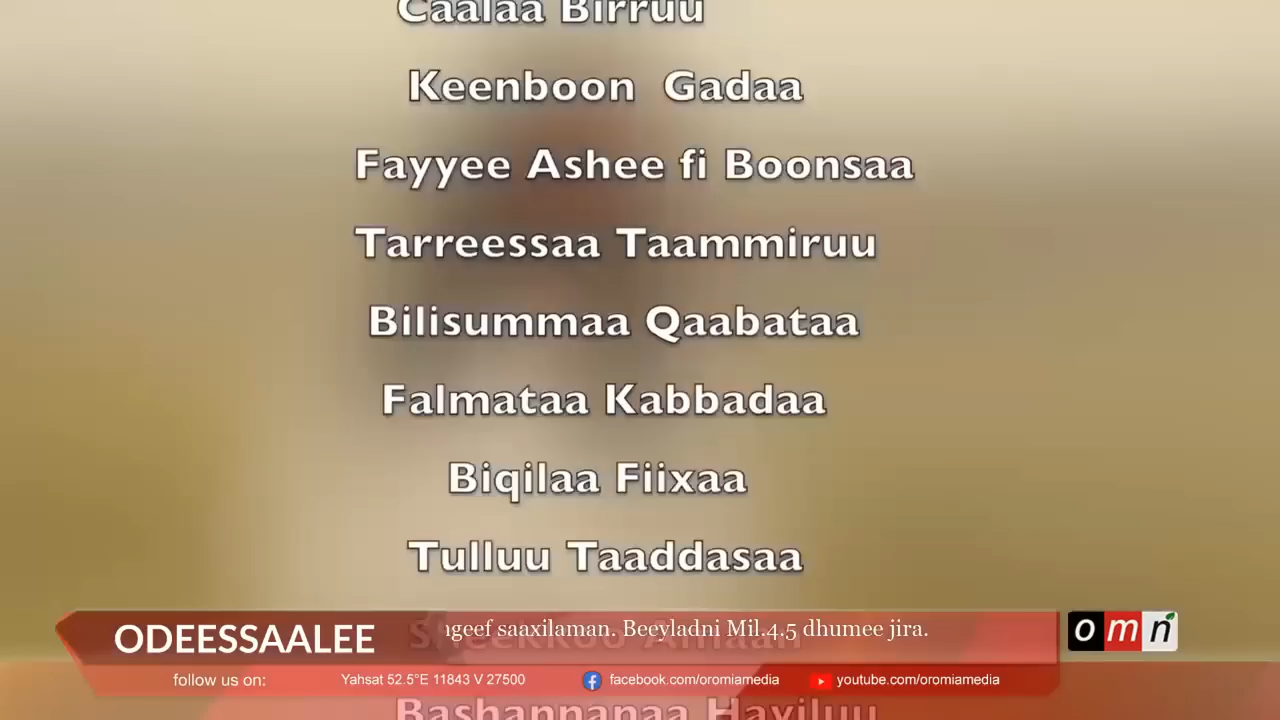 Caalaa Birruu
Keenboon Gadaa
Fayyee Ashee fi Boonsaa
Tarreessaa Taammiruu
Bilisummaa Qaabataa
Falmataa Kabbadaa
Biqilaa Fiixaa
Tulluu Taaddasaa
ODEESSAALEE
saaxilaman. Beeyladni Mil.4.5 dhumee jira.
omn
follow us on:
Yahsat 52.5°E 11843 V 27500
facebook.com/oromiamedia
youtube.com/oromiamedia